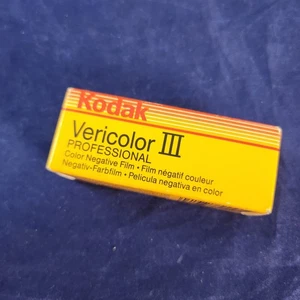 Kodak
Vericolor III
PROFESSIONAL
Color Negative Film • Film négatif couleur
Negativ-Farbfilm • Película negativa en color